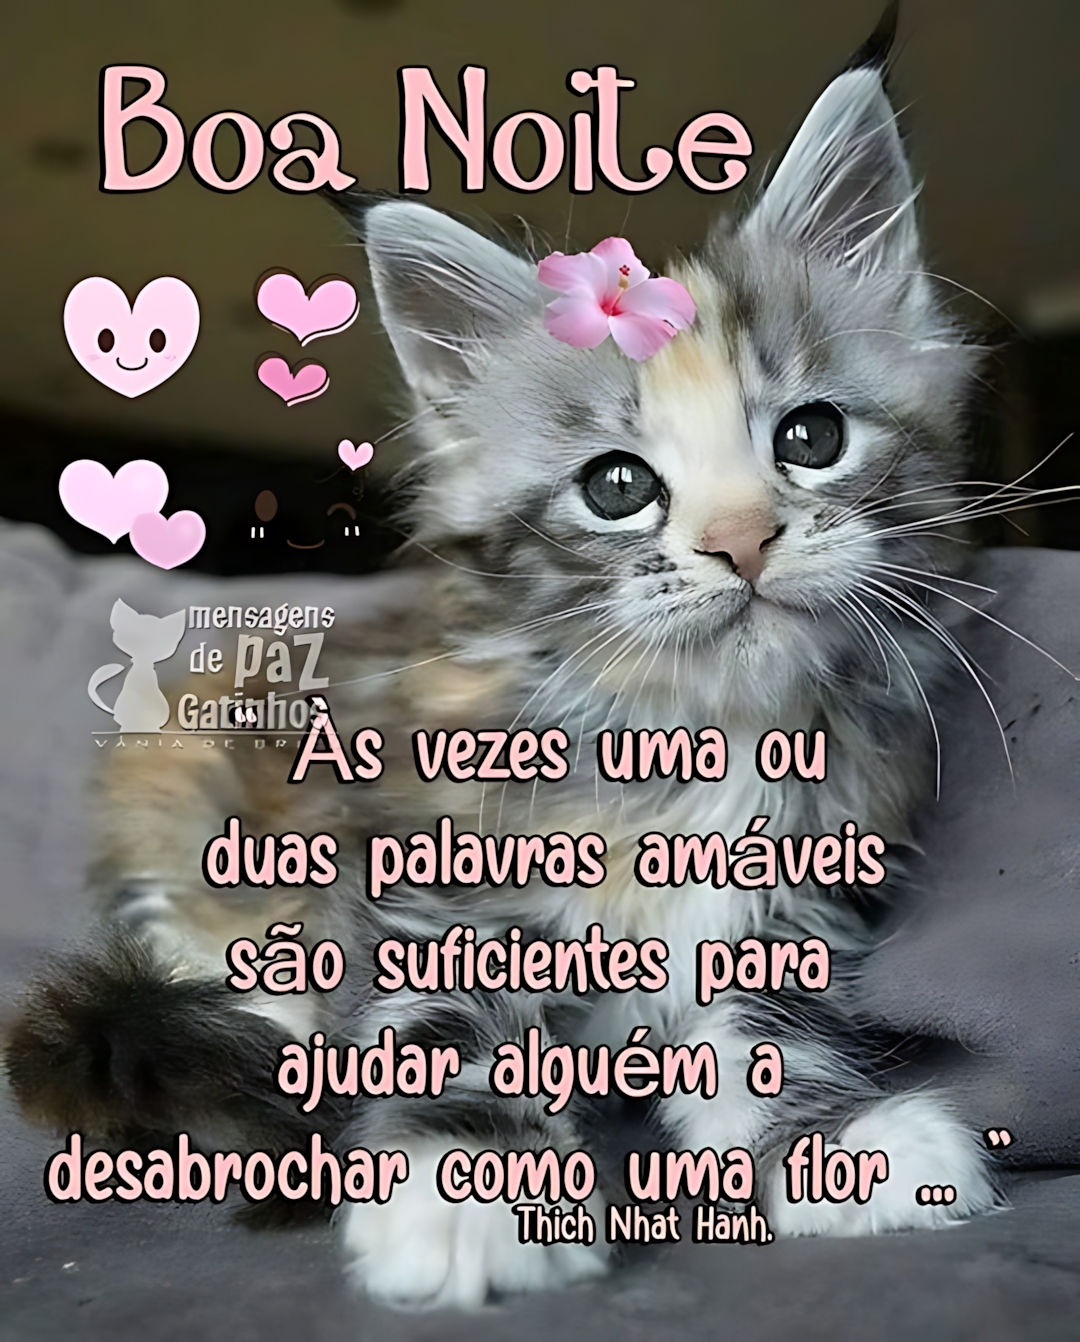 Boa Noite
mensagens
de paz
Gatinhos
"Às vezes uma ou
duas palavras amáveis
são suficientes para
ajudar alguém a
desabrochar como uma flor ..."
Thich Nhat Hanh.